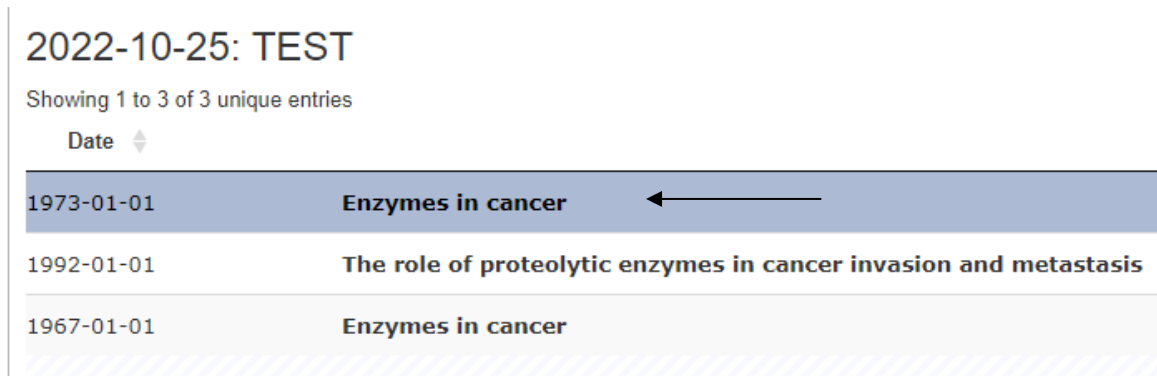 2022-10-25: TEST
Showing 1 to 3 of 3 unique entries
Date
1973-01-01 Enzymes in cancer
1992-01-01 The role of proteolytic enzymes in cancer invasion and metastasis
1967-01-01 Enzymes in cancer